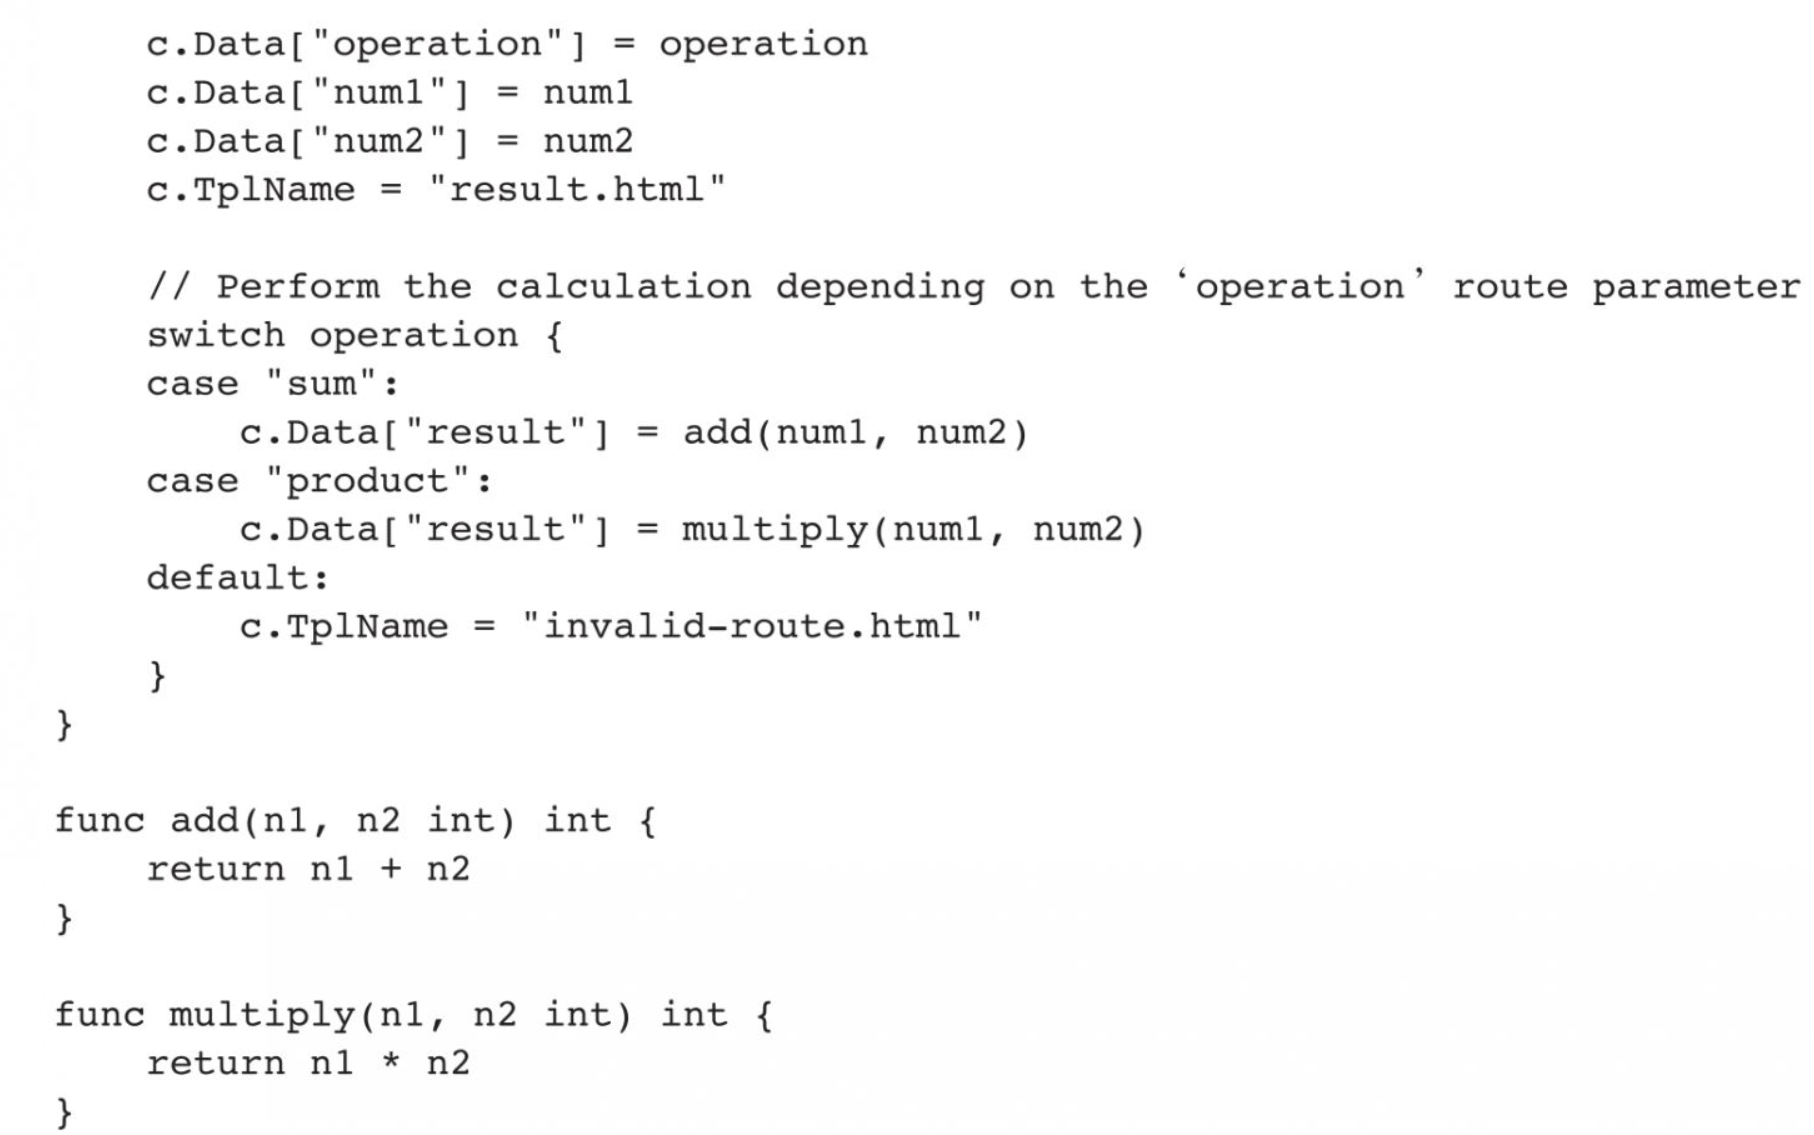 c.Data["operation"] = operation
c.Data["num1"] = num1
c.Data["num2"] = num2
c.TplName = "result.html"
// Perform the calculation depending on the ‘operation’ route parameter
switch operation {
case "sum":
c.Data["result"] = add(num1, num2)
case "product":
c.Data["result"] = multiply(num1, num2)
default:
c.TplName = "invalid-route.html"
}
}
func add(n1, n2 int) int {
return n1 + n2
}
func multiply(n1, n2 int) int {
return n1 * n2
}